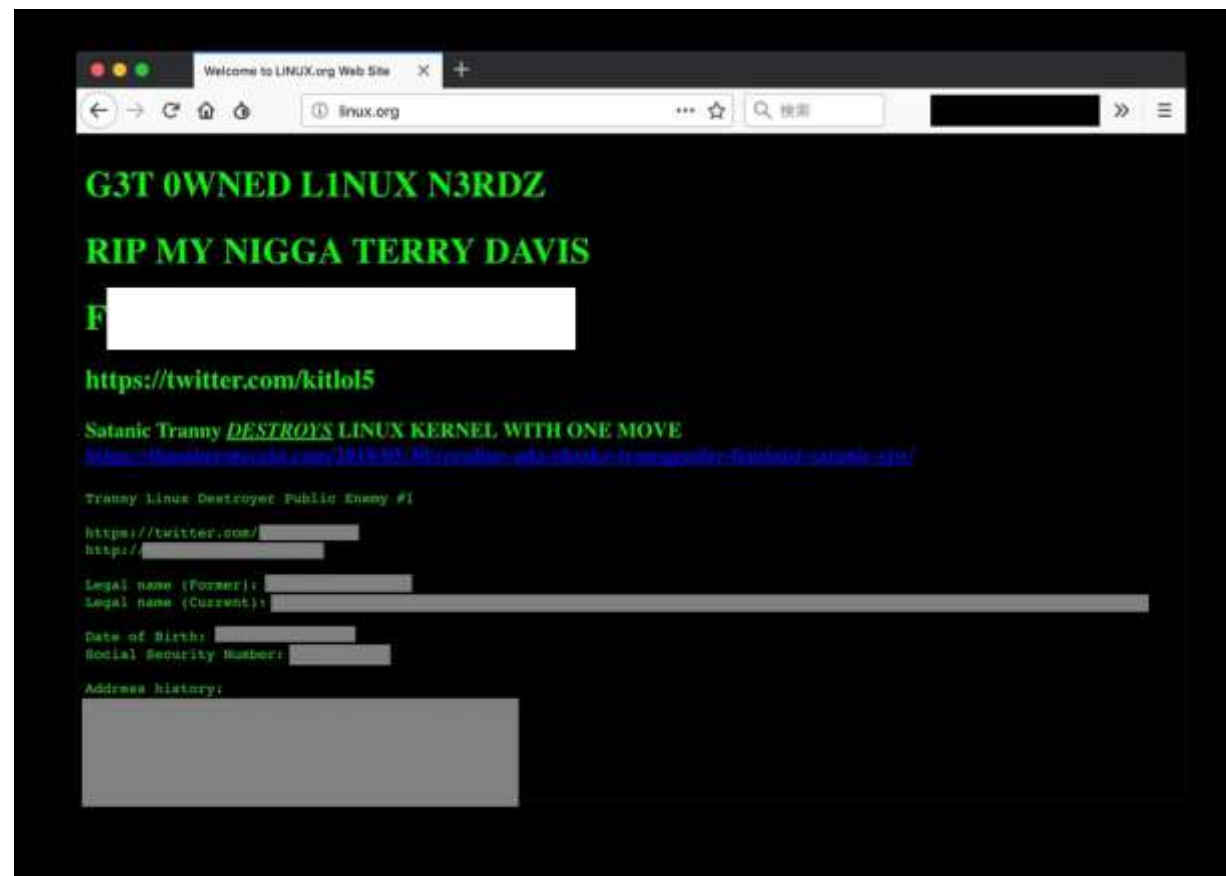 Welcome to LINUX.org Web Site
linux.org
検索
G3T 0WNED L1NUX N3RDZ
RIP MY NIGGA TERRY DAVIS
F
https://twitter.com/kitlol5
Satanic Tranny DESTROYS LINUX KERNEL WITH ONE MOVE
Tranny Linux Destroyer Public Enemy #1
https://twitter.com/
http://
Legal name (Former):
Legal name (Current):
Date of Birth:
Social Security Number:
Address history: